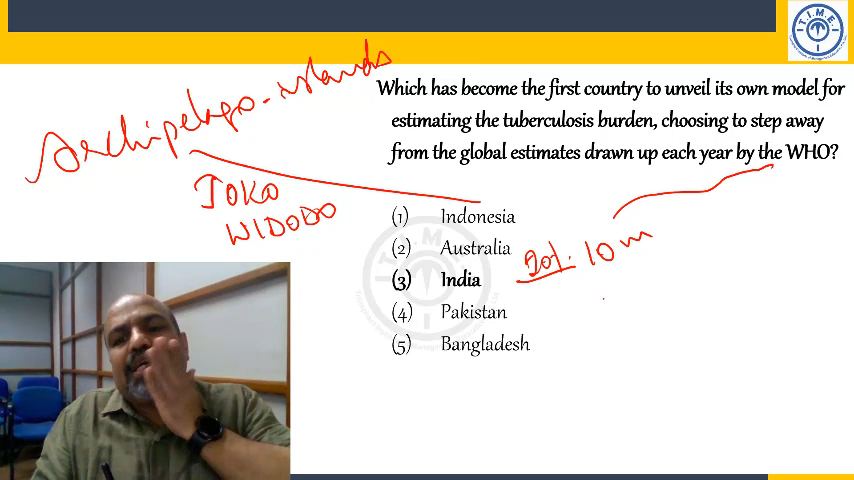 T.I.M.E.
Which has become the first country to unveil its own model for
estimating the tuberculosis burden, choosing to step away
from the global estimates drawn up each year by the WHO?
Archipelago - islands
JOKO
WIDODO
(1) Indonesia
(2) Australia
(3) India
20%. 10 m
(4) Pakistan
(5) Bangladesh